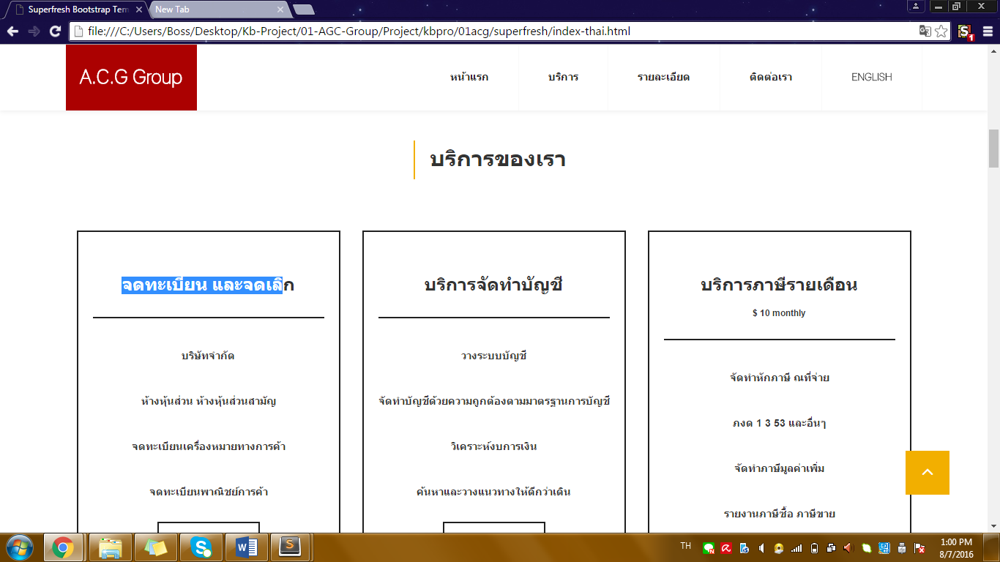 Superfresh Bootstrap Tem
New Tab
file:///C:/Users/Boss/Desktop/Kb-Project/01-AGC-Group/Project/kbpro/01acg/superfresh/index-thai.html
A.C.G Group
หน้าแรก
บริการ
รายละเอียด
ติดต่อเรา
ENGLISH
บริการของเรา
จดทะเบียน และจดเลิก
บริษัทจำกัด
ห้างหุ้นส่วน ห้างหุ้นส่วนสามัญ
จดทะเบียนเครื่องหมายทางการค้า
จดทะเบียนพาณิชย์การค้า
บริการจัดทำบัญชี
วางระบบบัญชี
จัดทำบัญชีด้วยความถูกต้องตามมาตรฐานการบัญชี
วิเคราะห์งบการเงิน
ค้นหาและวางแนวทางให้ดีกว่าเดิน
บริการภาษีรายเดือน
$ 10 monthly
จัดทำหักภาษี ณที่จ่าย
ภงด 1 3 53 และอื่นๆ
จัดทำภาษีมูลค่าเพิ่ม
รายงานภาษีซื้อ ภาษีขาย
TH
1:00 PM
8/7/2016